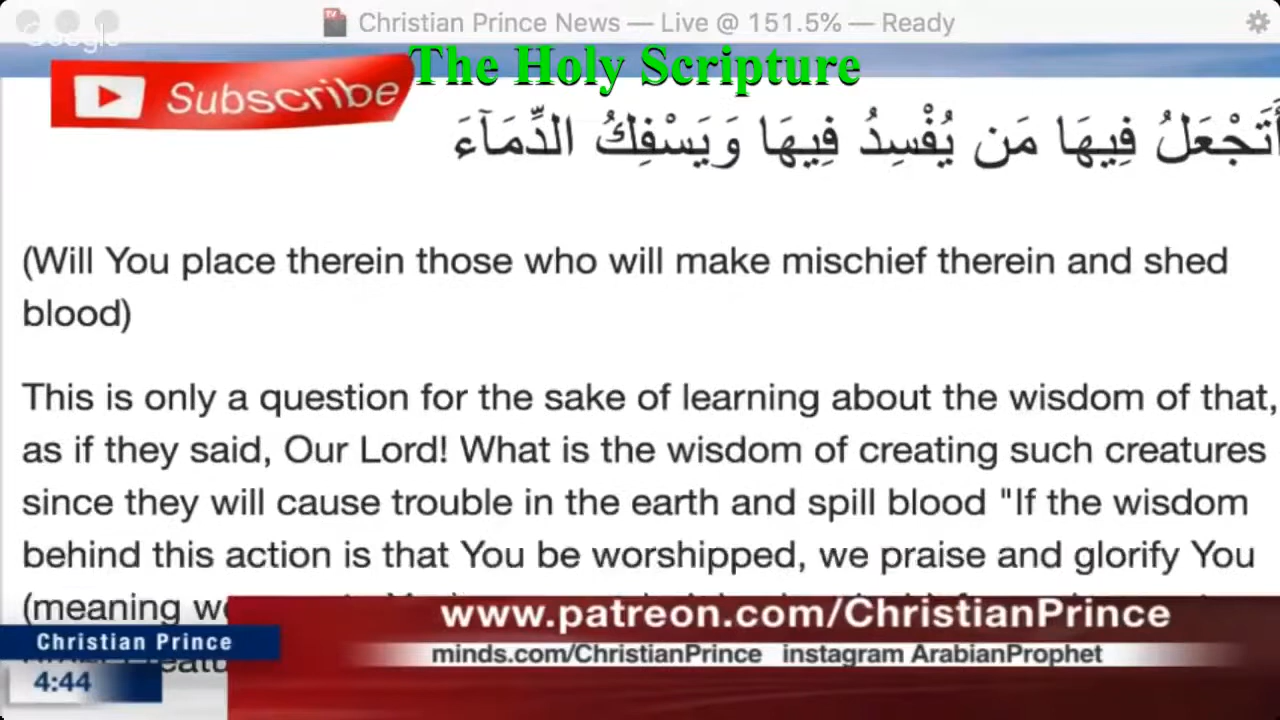 Christian Prince News — Live @ 151.5% — Ready
Google
The Holy Scripture
Subscribe
أَتَجْعَلُ فِيهَا مَن يُفْسِدُ فِيهَا وَيَسْفِكُ الدِّمَآءَ
(Will You place therein those who will make mischief therein and shed
blood)
This is only a question for the sake of learning about the wisdom of that,
as if they said, Our Lord! What is the wisdom of creating such creatures
since they will cause trouble in the earth and spill blood "If the wisdom
behind this action is that You be worshipped, we praise and glorify You
(meaning
www.patreon.com/ChristianPrince
Christian Prince
minds.com/ChristianPrince instagram ArabianProphet
4:44